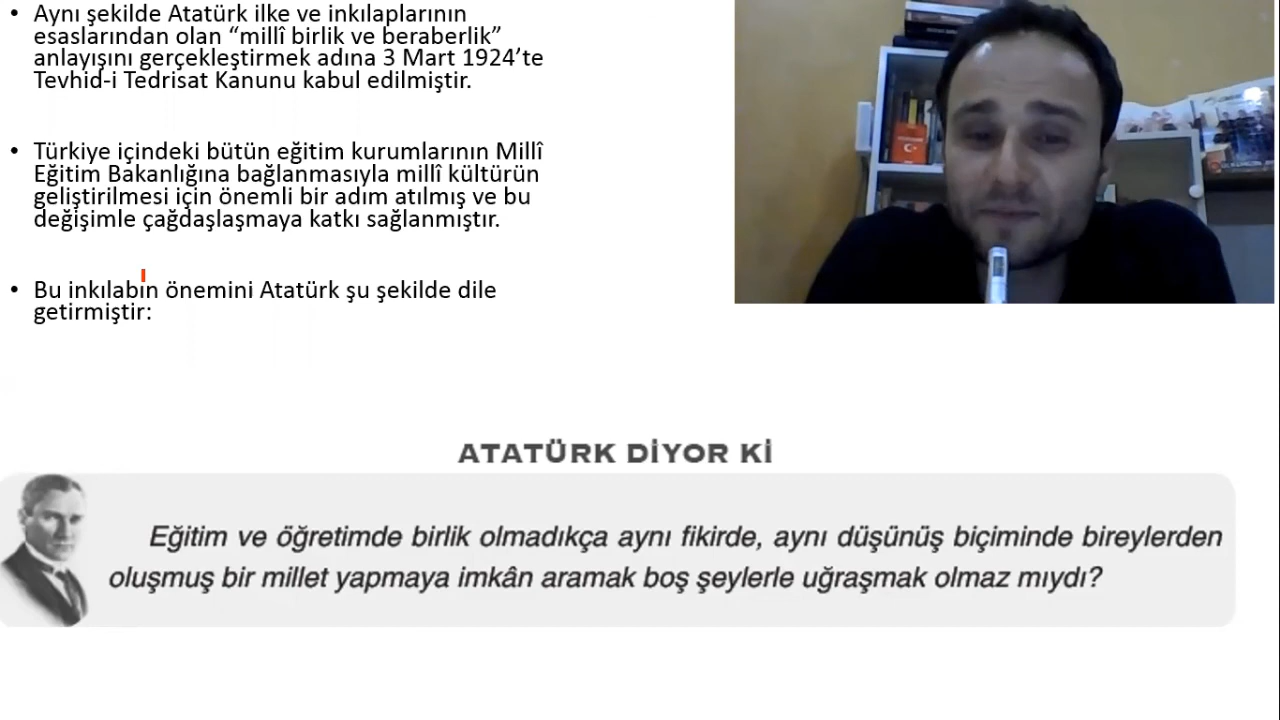 • Aynı şekilde Atatürk ilke ve inkılaplarının
esaslarından olan “millî birlik ve beraberlik”
anlayışını gerçekleştirmek adına 3 Mart 1924’te
Tevhid-i Tedrisat Kanunu kabul edilmiştir.
• Türkiye içindeki bütün eğitim kurumlarının Millî
Eğitim Bakanlığına bağlanmasıyla millî kültürün
geliştirilmesi için önemli bir adım atılmış ve bu
değişimle çağdaşlaşmaya katkı sağlanmıştır.
• Bu inkılabın önemini Atatürk şu şekilde dile
getirmiştir:
ATATÜRK DİYOR Kİ
Eğitim ve öğretimde birlik olmadıkça aynı fikirde, aynı düşünüş biçiminde bireylerden
oluşmuş bir millet yapmaya imkân aramak boş şeylerle uğraşmak olmaz mıydı?